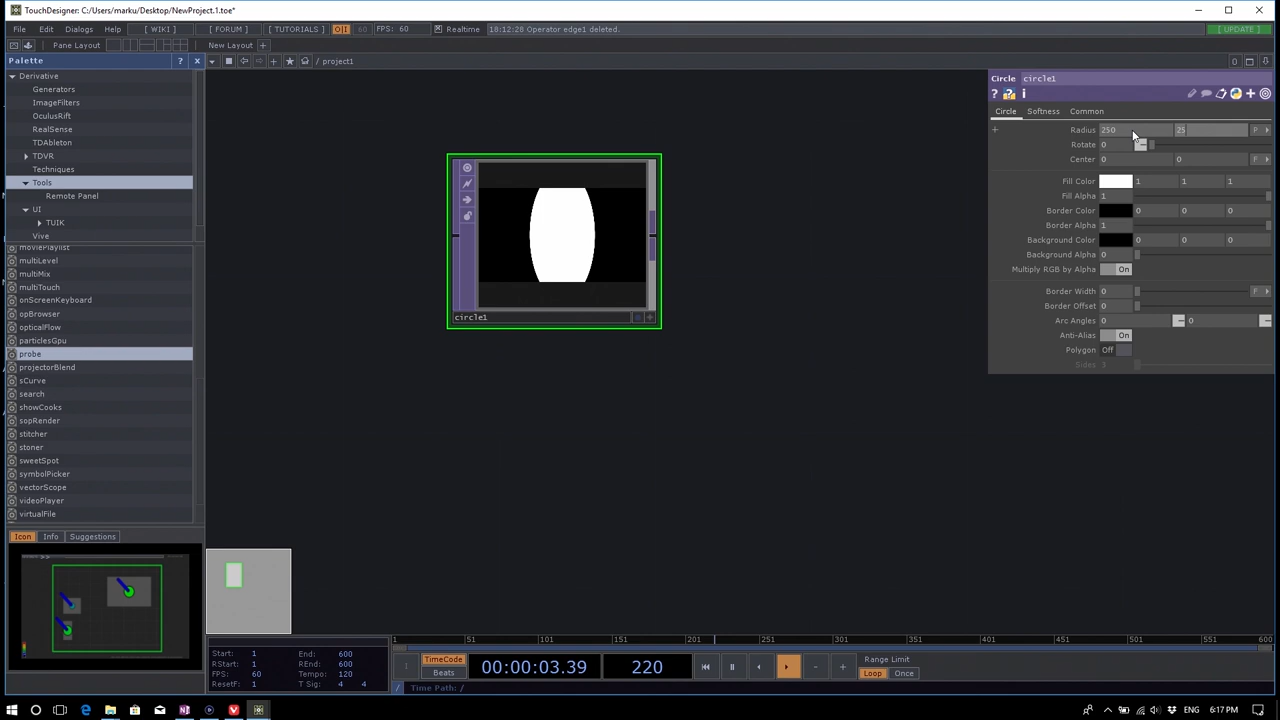 TouchDesigner: C:/Users/marku/Desktop/NewProject.1.toe*
File Edit Dialogs Help [ WIKI ] [ FORUM ] [ TUTORIALS ] O|I 60 FPS: 60 Realtime 18:12:28 Operator edge1 deleted. [ UPDATE ]
Pane Layout New Layout +
Palette ? x
/ project1
0
Derivative
Generators
ImageFilters
OculusRift
RealSense
TDAbleton
TDVR
Techniques
Tools
Remote Panel
UI
TUIK
Vive
moviePlaylist
multiLevel
multiMix
multiTouch
onScreenKeyboard
opBrowser
opticalFlow
particlesGpu
probe
projectorBlend
sCurve
search
showCooks
sopRender
stitcher
stoner
sweetSpot
symbolPicker
vectorScope
videoPlayer
virtualFile
Icon Info Suggestions
circle1
Circle circle1
? ? i
Circle Softness Common
Radius 250 25 P
Rotate 0
Center 0 0 P
Fill Color 1 1 1
Fill Alpha 1
Border Color 0 0 0
Border Alpha 1
Background Color 0 0 0
Background Alpha 0
Multiply RGB by Alpha On
Border Width 0 F
Border Offset 0
Arc Angles 0 0
Anti-Alias On
Polygon Off
Sides 3
1 51 101 151 201 251 301 351 401 451 501 551 600
Start: 1 End: 600
RStart: 1 REnd: 600
FPS: 60 Tempo: 120
ResetF: 1 T Sig: 4 4
TimeCode
Beats
00:00:03.39
220
Range Limit
Loop Once
/ Time Path: /
6:17 PM